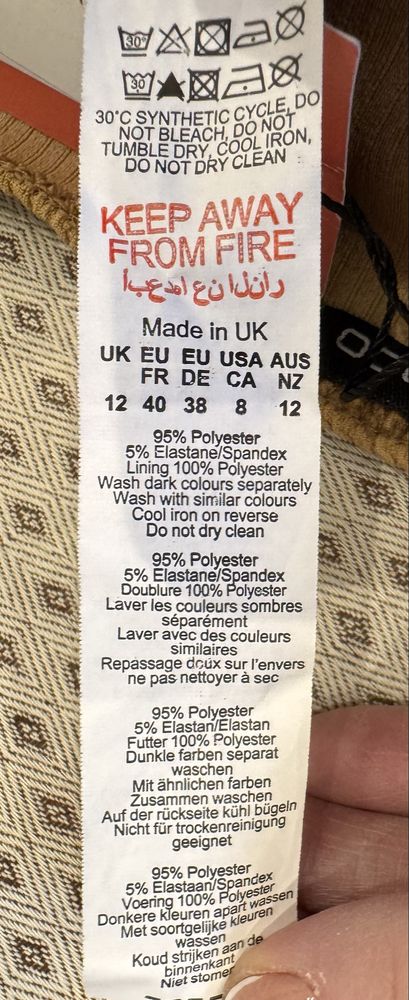 30°
30
30°C SYNTHETIC CYCLE, DO
NOT BLEACH, DO NOT
TUMBLE DRY, COOL IRON,
DO NOT DRY CLEAN
KEEP AWAY
FROM FIRE
Made in UK
UK EU EU USA AUS
FR DE CA NZ
12 40 38 8 12
95% Polyester
5% Elastane/Spandex
Lining 100% Polyester
Wash dark colours separately
Wash with similar colours
Cool iron on reverse
Do not dry clean
95% Polyester
5% Elastane/Spandex
Doublure 100% Polyester
Laver les couleurs sombres
séparément
Laver avec des couleurs
similaires
Repassage doux sur l'envers
ne pas nettoyer à sec
95% Polyester
5% Elastan/Elastan
Futter 100% Polyester
Dunkle farben separat
waschen
Mit ähnlichen farben
Zusammen waschen
Auf der rückseite kühl bügeln
Nicht für trockenreinigung
geeignet
95% Polyester
5% Elastaan/Spandex
Voering 100% Polyester
Donkere kleuren apart wassen
Met soortgelijke kleuren
wassen
Koud strijken aan de
binnenkant
Niet